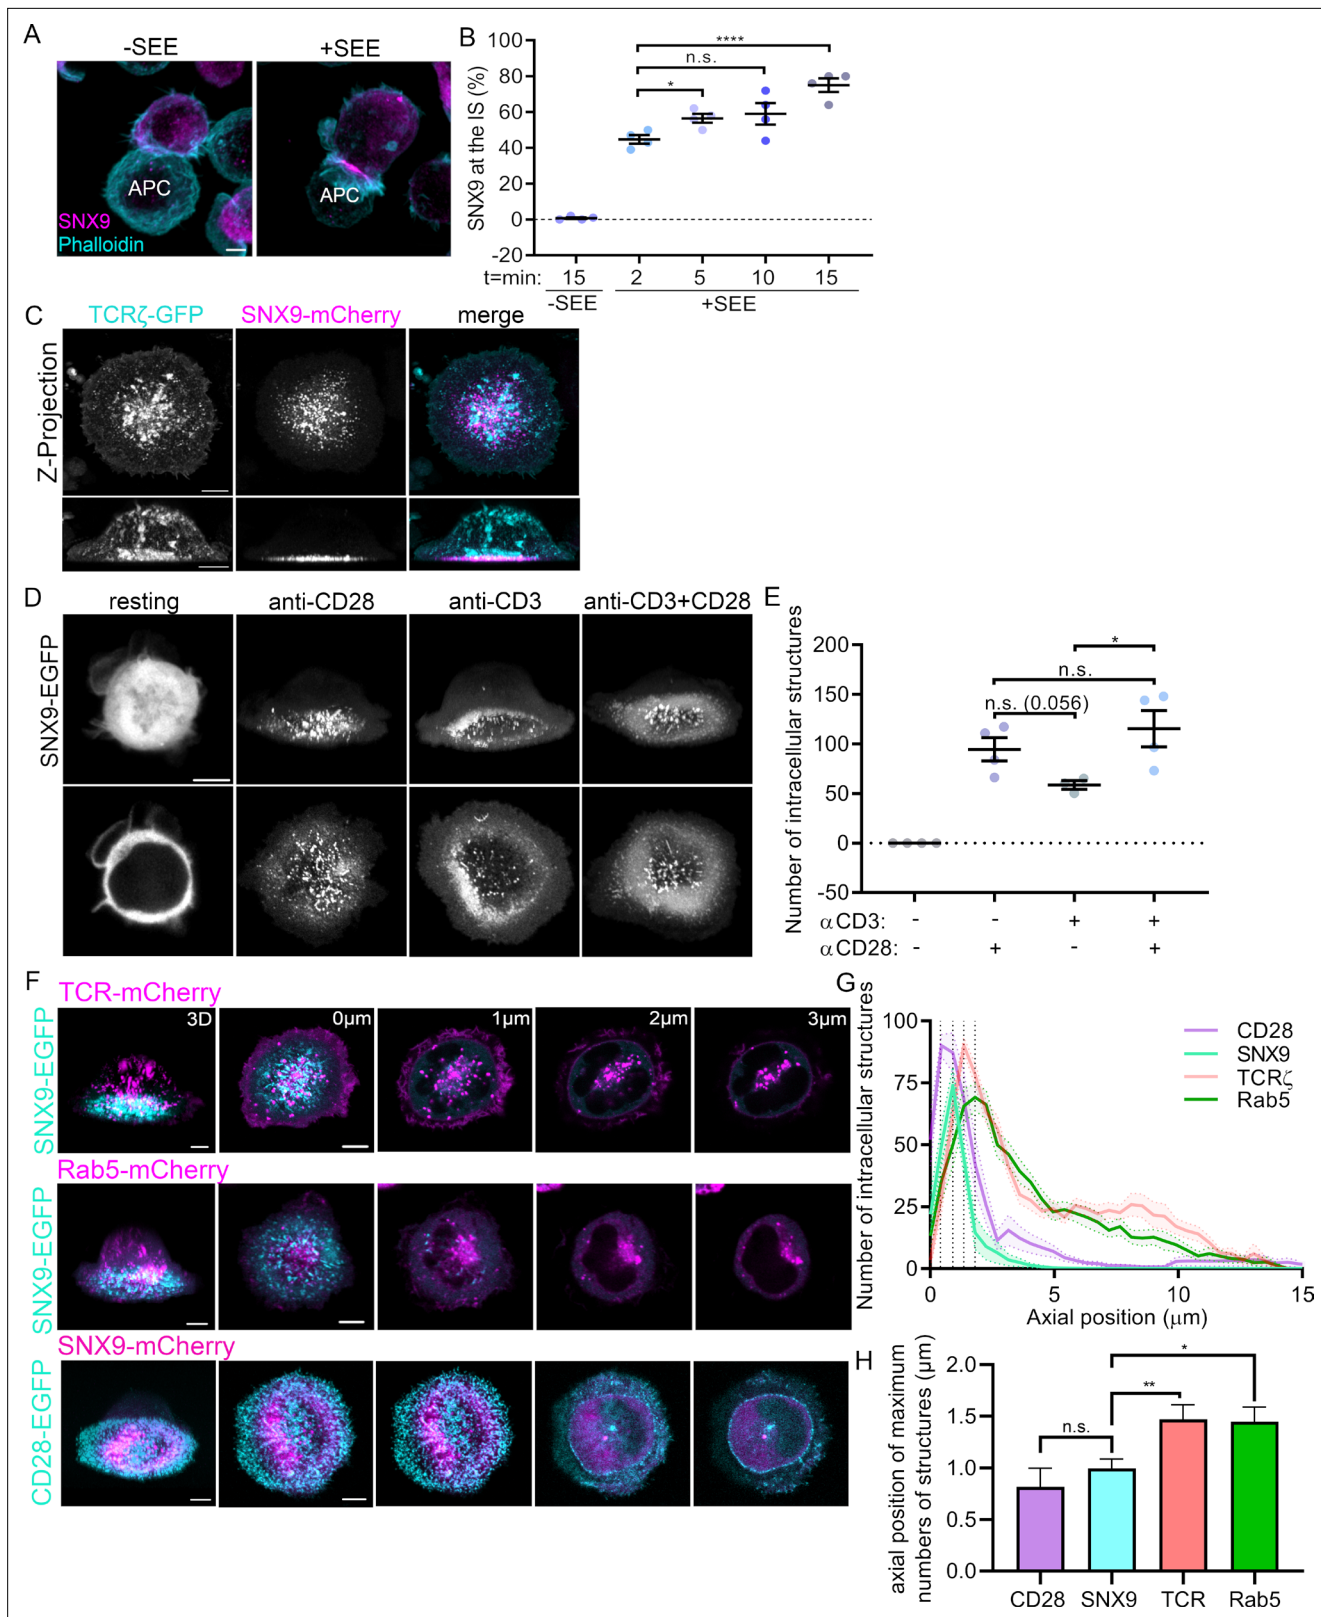 A
-SEE
+SEE
APC
APC
SNX9
Phalloidin
B
SNX9 at the IS (%)
100
80
60
40
20
0
-20
****
n.s.
*
t=min:
15
2
5
10
15
-SEE
+SEE
C
TCRζ-GFP
SNX9-mCherry
merge
Z-Projection
D
resting
anti-CD28
anti-CD3
anti-CD3+CD28
SNX9-EGFP
E
Number of intracellular structures
200
150
100
50
0
-50
*
n.s.
n.s. (0.056)
αCD3:
-
-
+
+
αCD28:
-
+
-
+
F
TCR-mCherry
SNX9-EGFP
3D
0μm
1μm
2μm
3μm
Rab5-mCherry
SNX9-EGFP
SNX9-mCherry
CD28-EGFP
G
Number of intracellular structures
100
75
50
25
0
CD28
SNX9
TCRζ
Rab5
0
5
10
15
Axial position (μm)
H
axial position of maximum
numbers of structures (μm)
2.0
1.5
1.0
0.5
0.0
*
**
n.s.
CD28
SNX9
TCR
Rab5